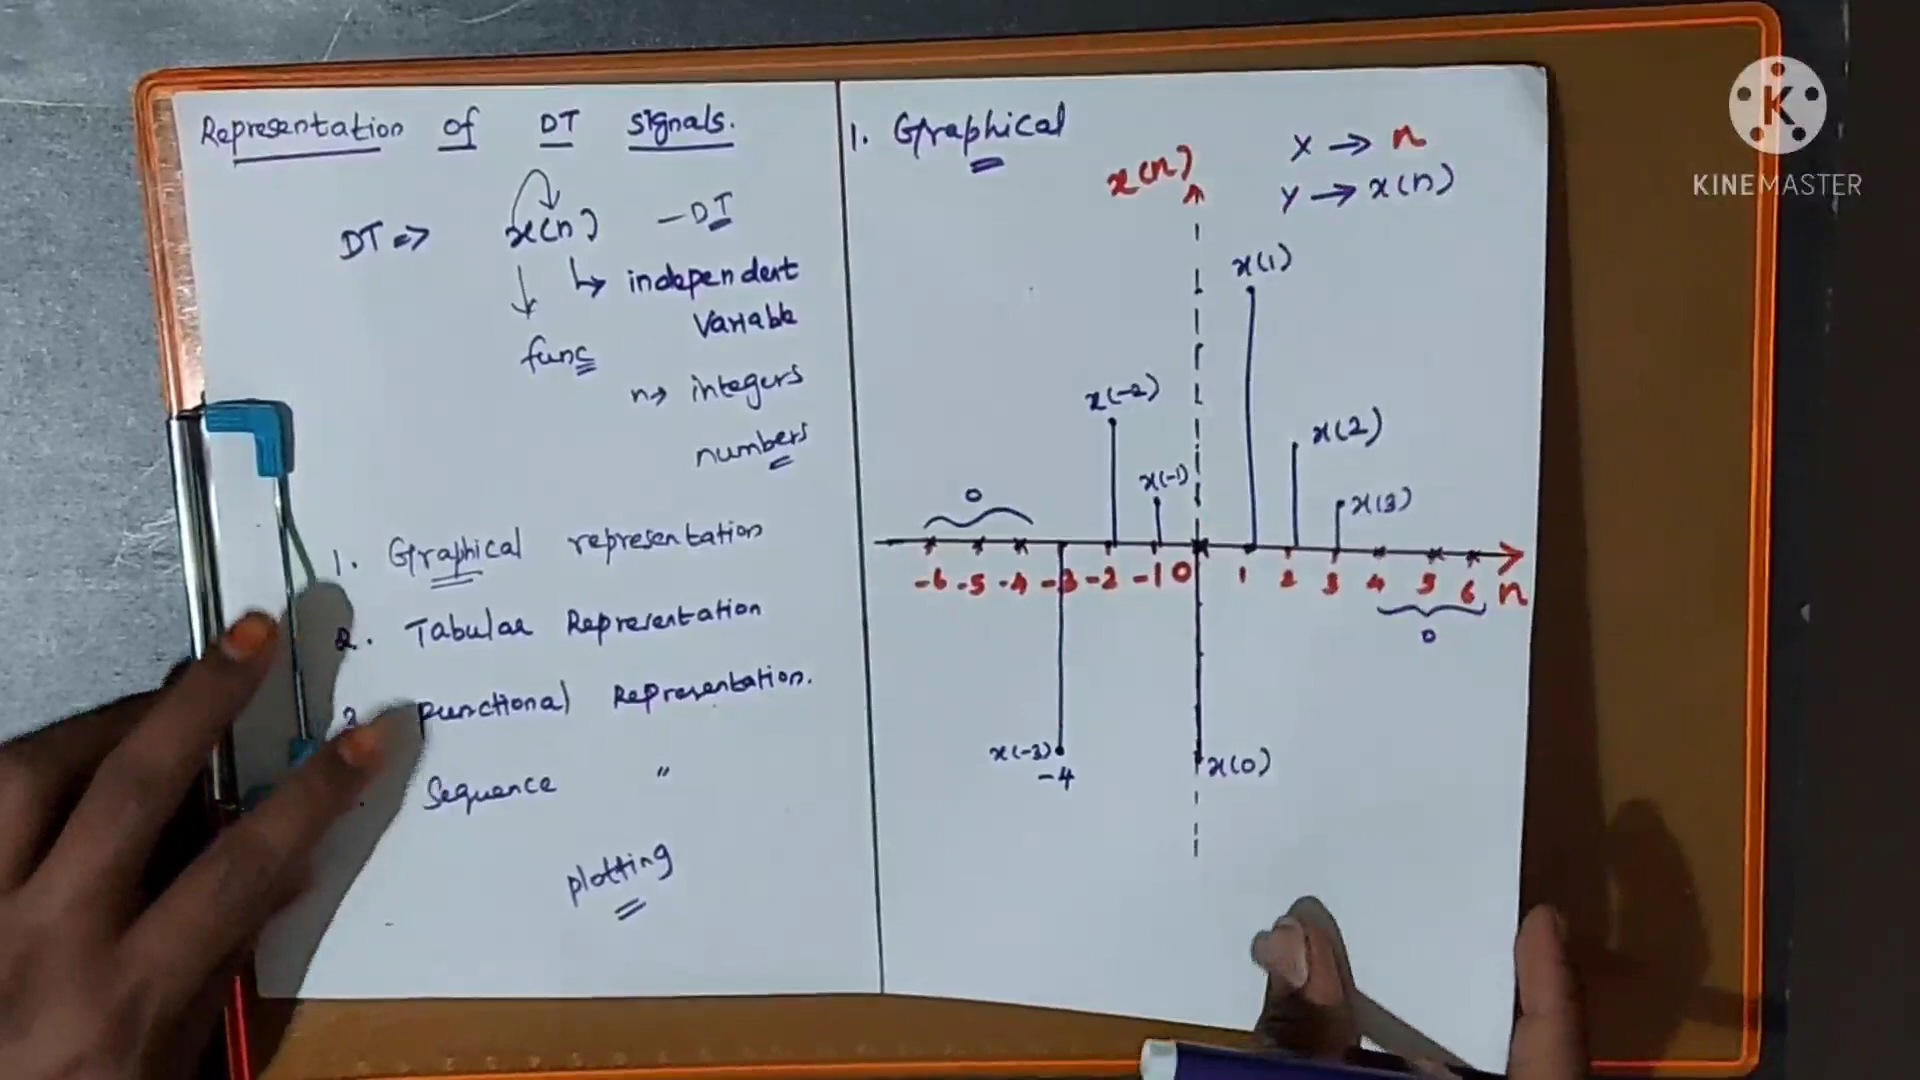 Representation of DT signals.
DT => x(n) - DT
independent
variable
func
n → integers
numbers
1. Graphical representation
2. Tabular Representation
Functional Representation.
Sequence "
plotting
1. Graphical
x(n)
X → n
Y → x(n)
x(1)
x(-2)
x(2)
x(-1)
x(3)
0
-6 -5 -4 -3 -2 -1 0 1 2 3 4 5 6 n
0
x(-3)
-4
x(0)
K
KINEMASTER